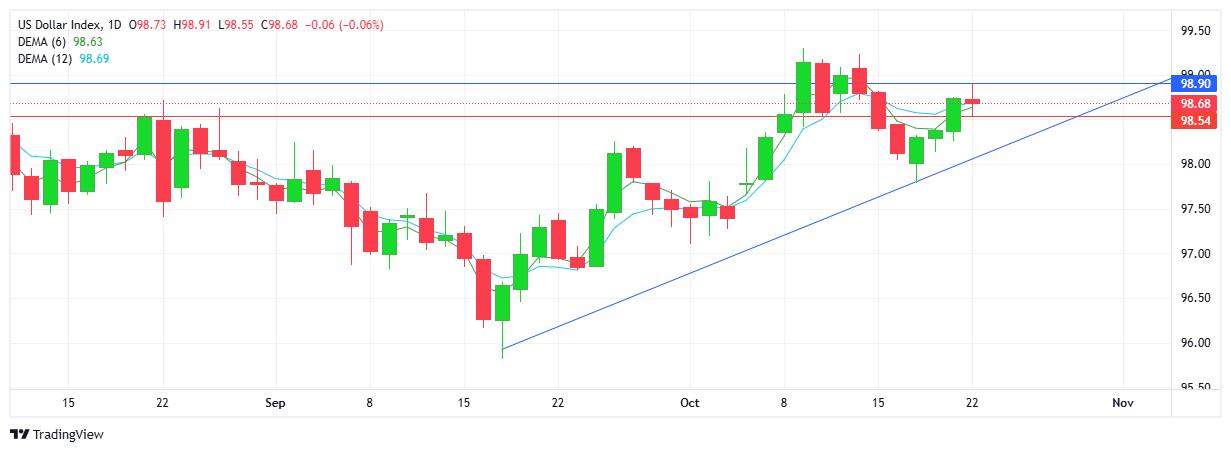 US Dollar Index, 1D O98.73 H98.91 L98.55 C98.68 −0.06 (−0.06%)
DEMA (6) 98.63
DEMA (12) 98.69
99.50
99.00
98.90
98.68
98.54
98.00
97.50
97.00
96.50
96.00
95.50
15 22 Sep 8 15 22 Oct 8 15 22 Nov
TradingView